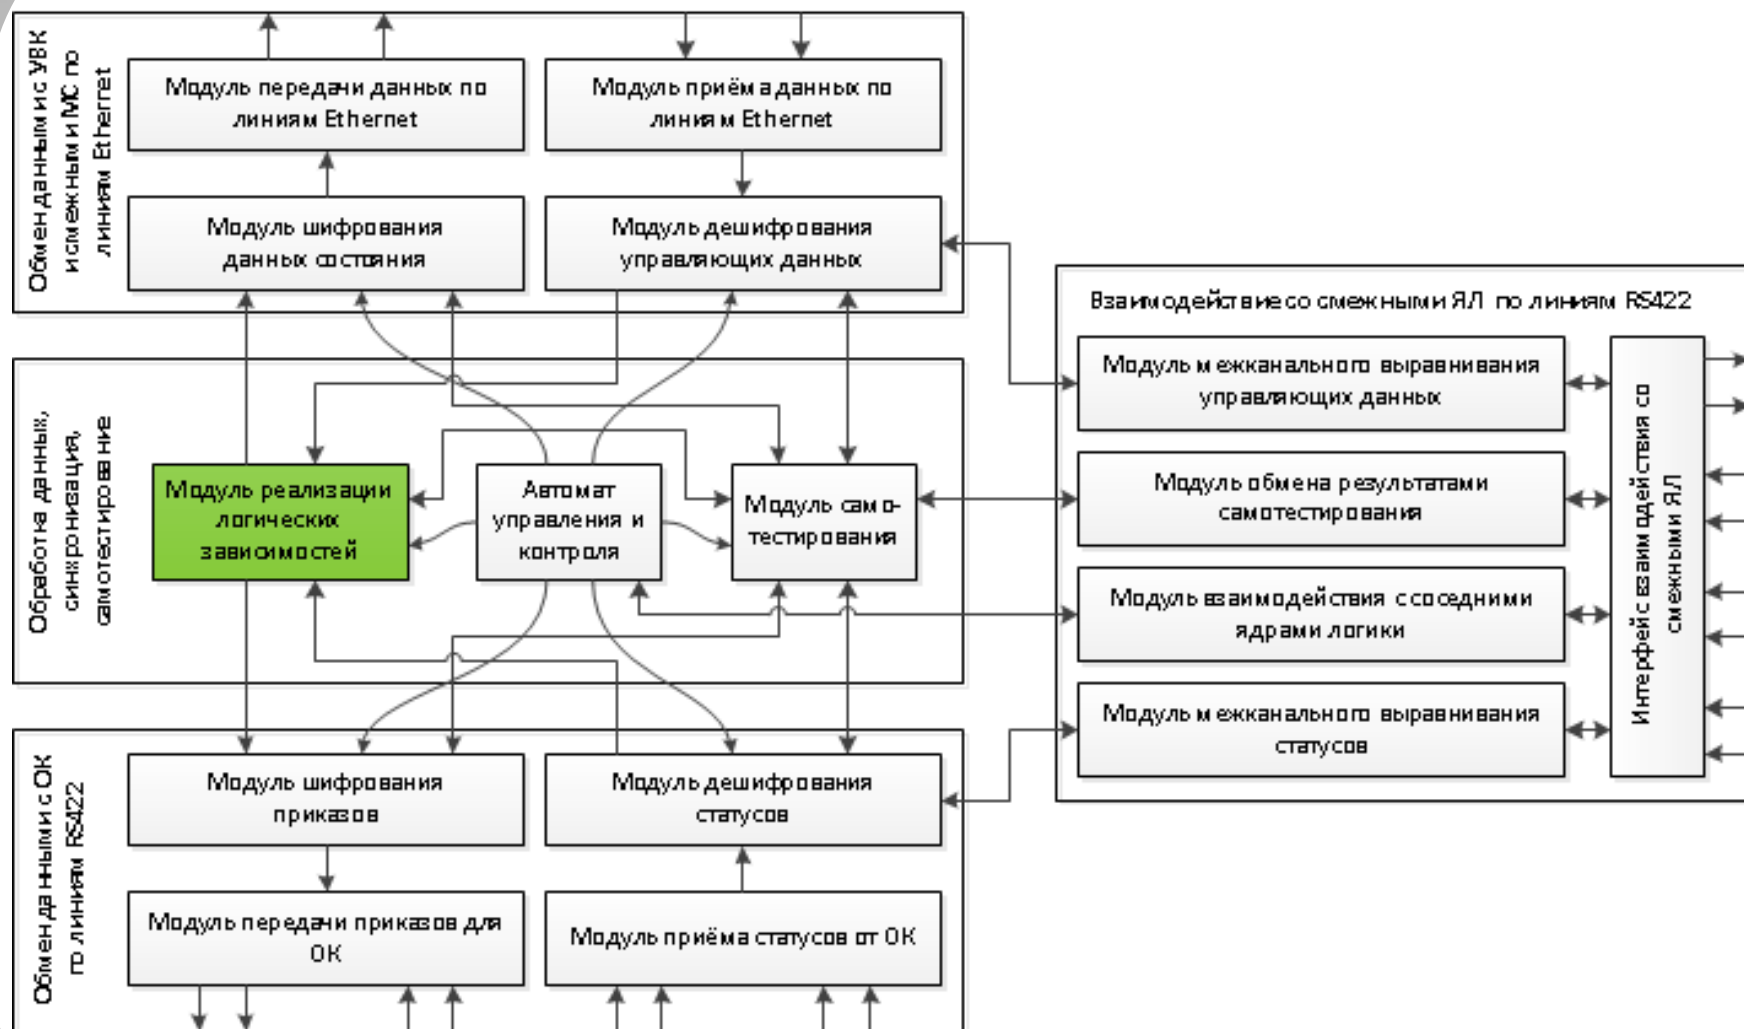 Обмен данными с УВК
и смежными МС по
линиям Ethernet
Модуль передачи данных по
линиям Ethernet
Модуль приёма данных по
линиям Ethernet
Модуль шифрования
данных состояния
Модуль дешифрования
управляющих данных
Обработка данных,
синхронизация,
самотестирование
Модуль реализации
логических
зависимостей
Автомат
управления и
контроля
Модуль само-
тестирования
Обмен данными с ОК
по линиям RS422
Модуль шифрования
приказов
Модуль дешифрования
статусов
Модуль передачи приказов для
ОК
Модуль приёма статусов от ОК
Взаимодействие со смежными ЯЛ по линиям RS422
Модуль межканального выравнивания
управляющих данных
Модуль обмена результатами
самотестирования
Модуль взаимодействия с соседними
ядрами логики
Модуль межканального выравнивания
статусов
Интерфейс взаимодействия со
смежными ЯЛ